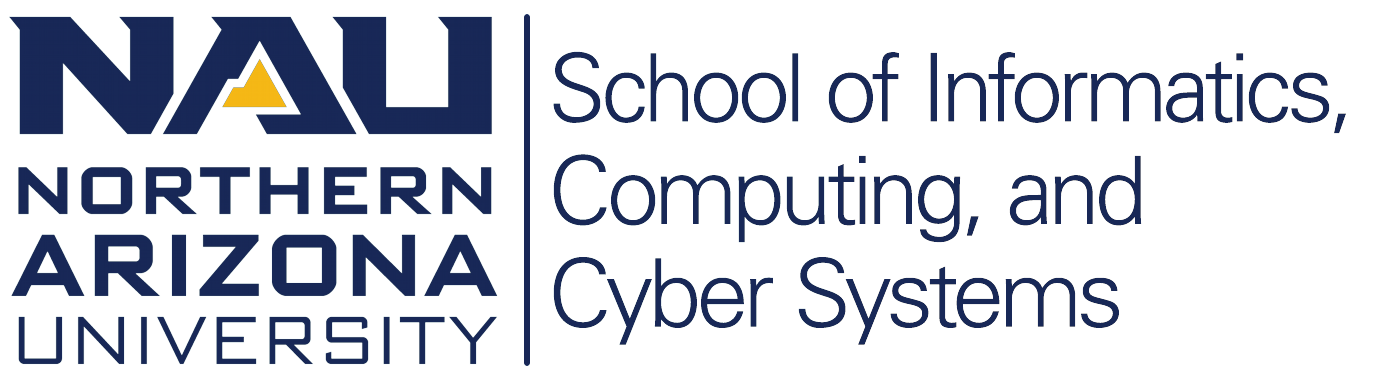 NAU
NORTHERN
ARIZONA
UNIVERSITY
School of Informatics,
Computing, and
Cyber Systems